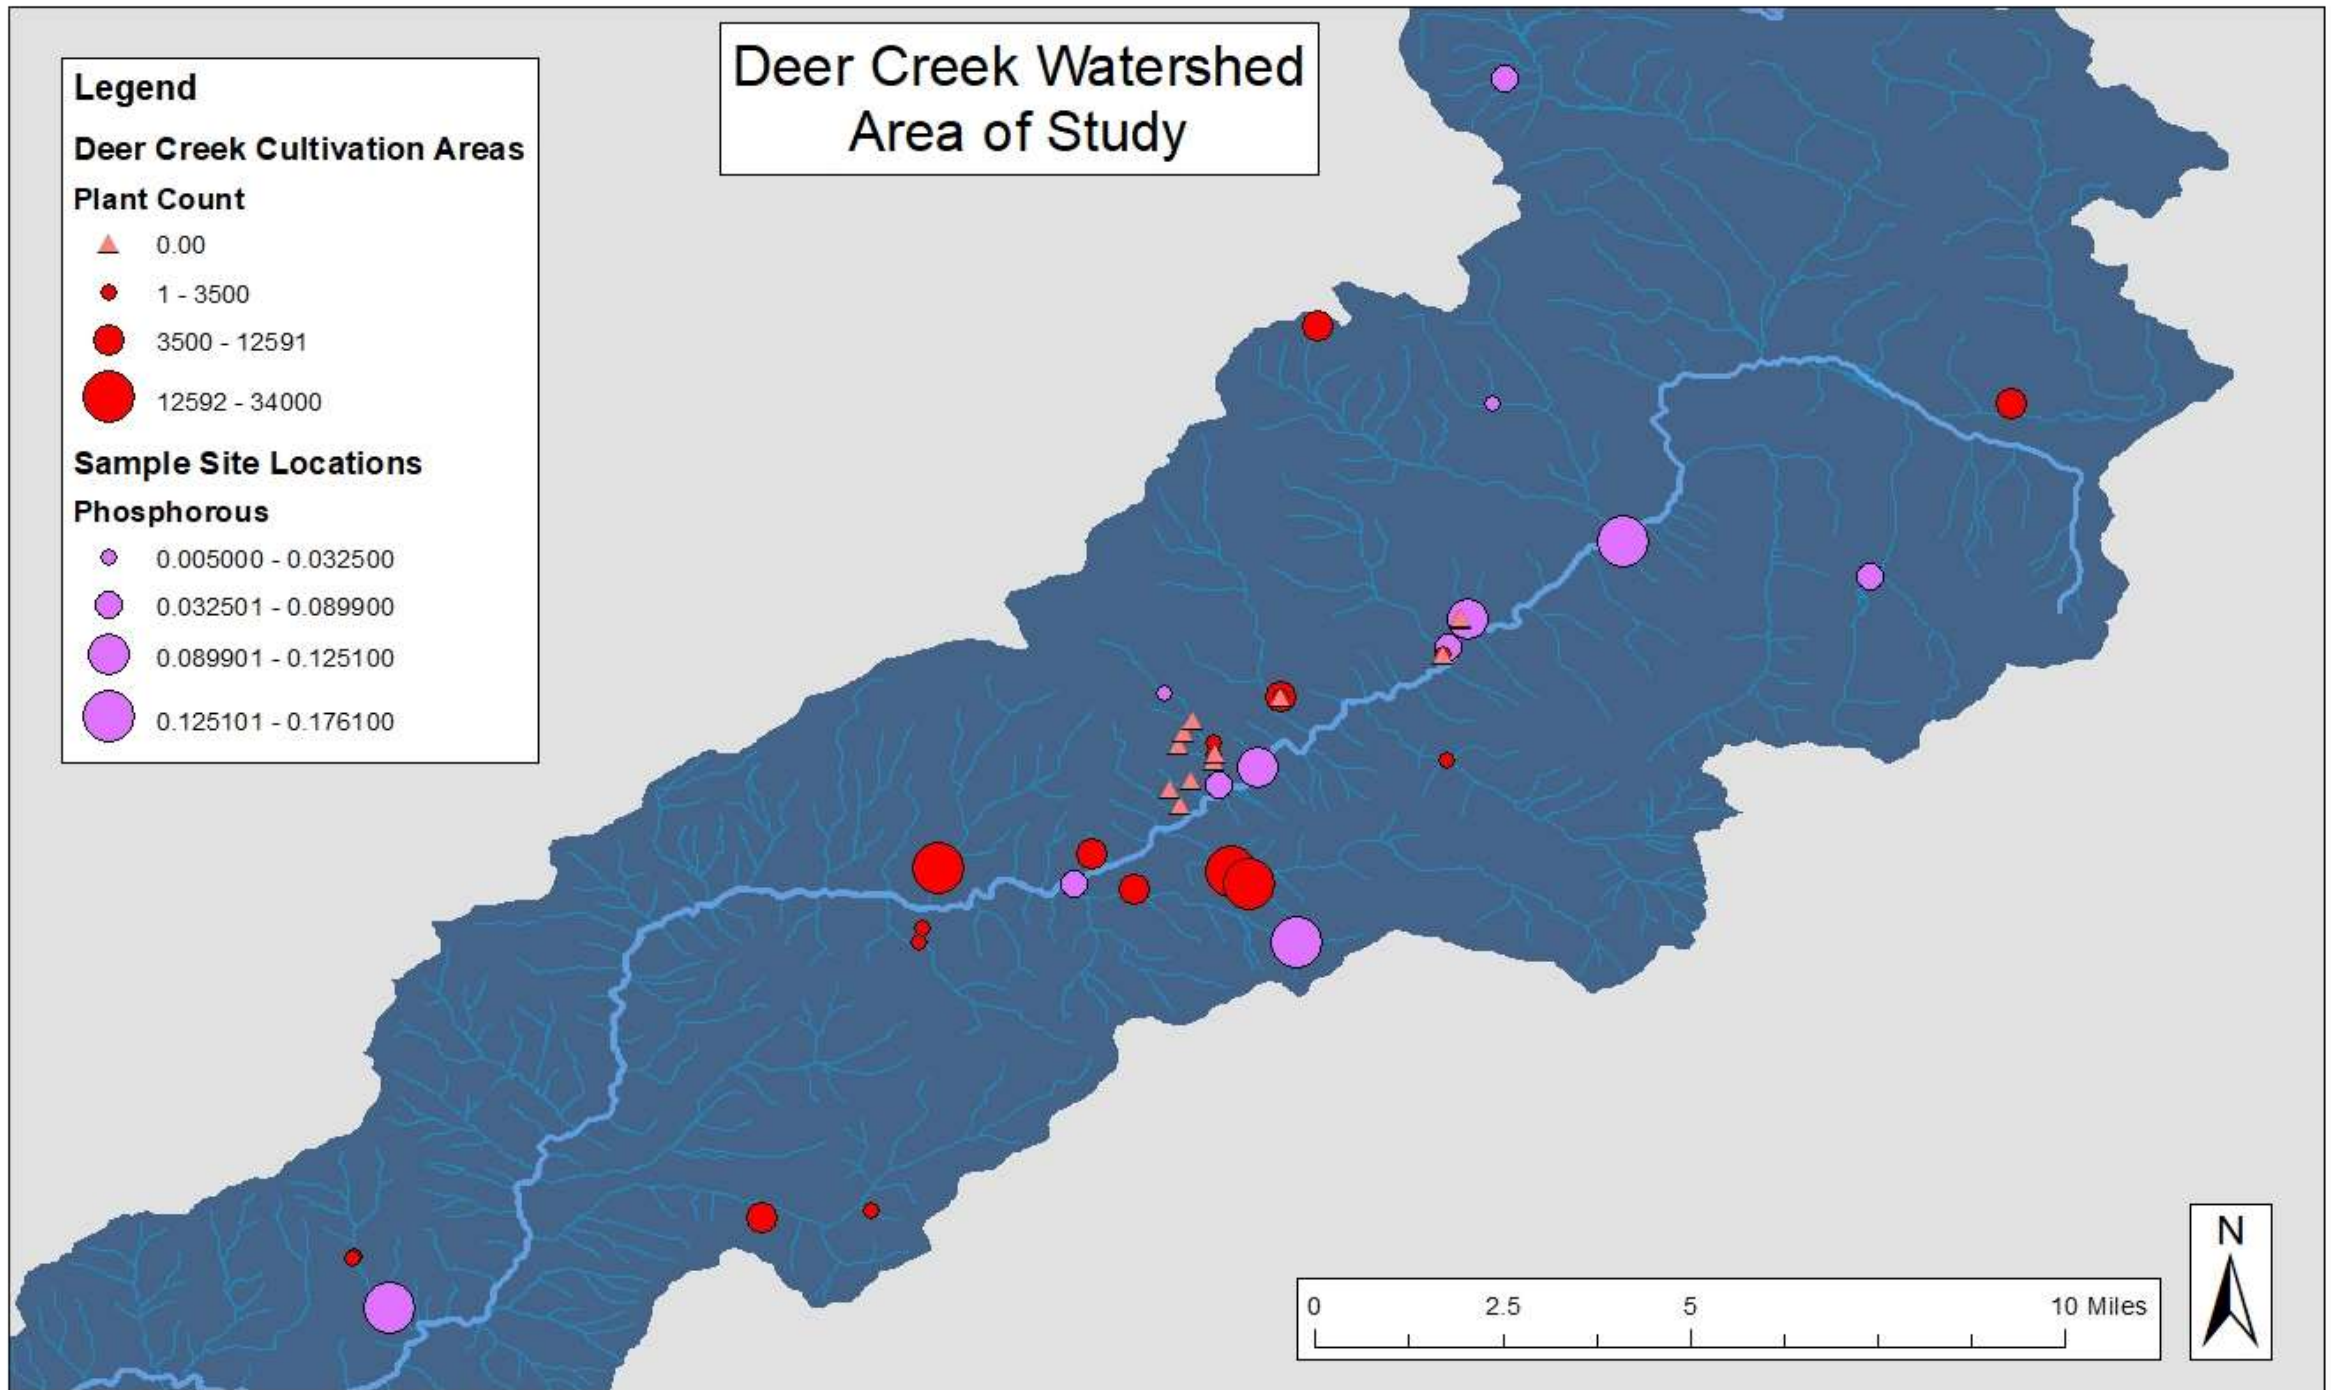 Deer Creek Watershed
Area of Study
Legend
Deer Creek Cultivation Areas
Plant Count
0.00
1 - 3500
3500 - 12591
12592 - 34000
Sample Site Locations
Phosphorous
0.005000 - 0.032500
0.032501 - 0.089900
0.089901 - 0.125100
0.125101 - 0.176100
0 2.5 5 10 Miles
N